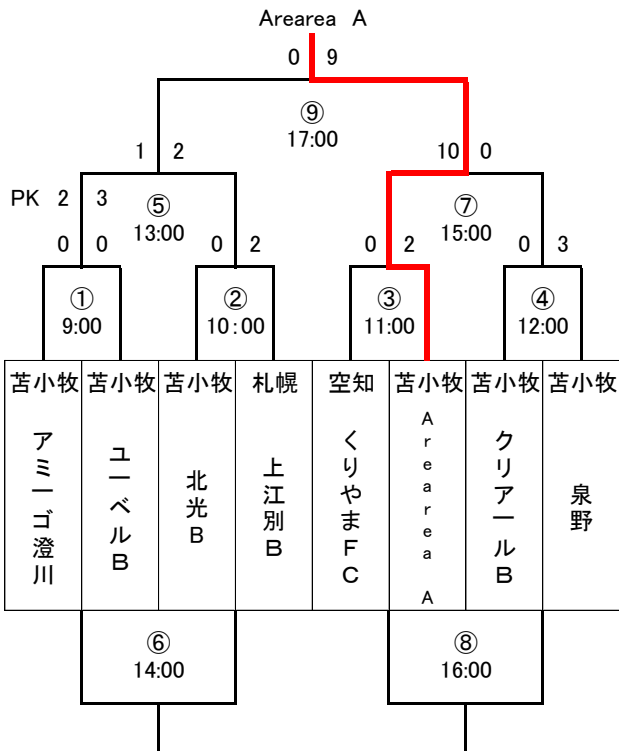 Arearea A
0 9
⑨
17:00
1 2
10 0
PK 2 3
⑤
13:00
⑦
15:00
0 0
0 2
0 2
0 3
①
9:00
②
10:00
③
11:00
④
12:00
苫小牧
アミーゴ澄川
苫小牧
ユーベルB
苫小牧
北光B
札幌
上江別B
空知
くりやまFC
苫小牧
Arearea A
苫小牧
クリアールB
苫小牧
泉野
⑥
14:00
⑧
16:00